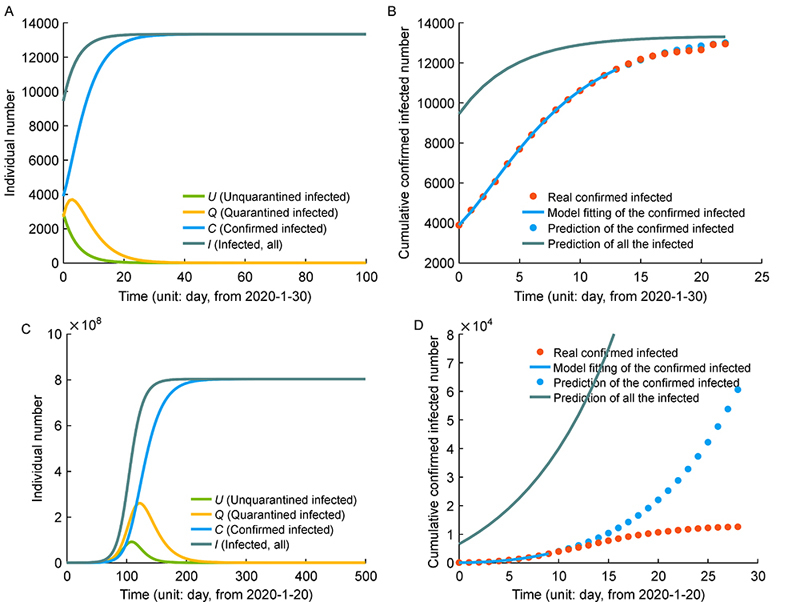 A
14000
12000
10000
8000
6000
4000
2000
0
Individual number
U (Unquarantined infected)
Q (Quarantined infected)
C (Confirmed infected)
I (Infected, all)
0 20 40 60 80 100
Time (unit: day, from 2020-1-30)
B
14000
12000
10000
8000
6000
4000
2000
Cumulative confirmed infected number
Real confirmed infected
Model fitting of the confirmed infected
Prediction of the confirmed infected
Prediction of all the infected
0 5 10 15 20 25
Time (unit: day, from 2020-1-30)
C
×10⁸
10
8
6
4
2
0
Individual number
U (Unquarantined infected)
Q (Quarantined infected)
C (Confirmed infected)
I (Infected, all)
0 100 200 300 400 500
Time (unit: day, from 2020-1-20)
D
×10⁴
8
7
6
5
4
3
2
1
0
Cumulative confirmed infected number
Real confirmed infected
Model fitting of the confirmed infected
Prediction of the confirmed infected
Prediction of all the infected
0 5 10 15 20 25 30
Time (unit: day, from 2020-1-20)